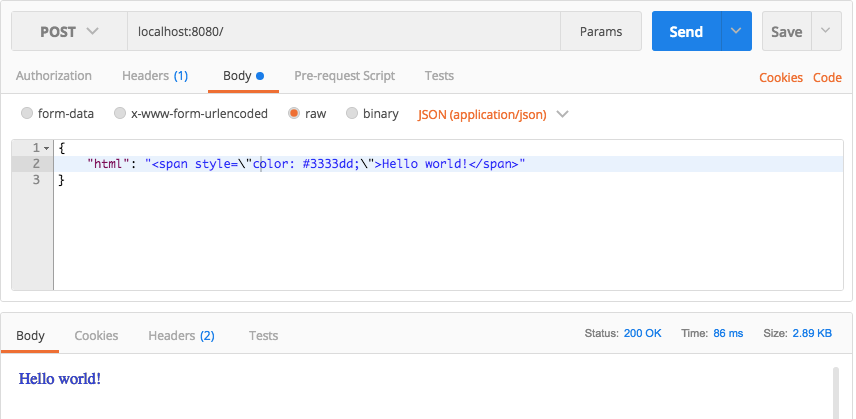 POST localhost:8080/ Params Send Save
Authorization Headers (1) Body Pre-request Script Tests Cookies Code
form-data x-www-form-urlencoded raw binary JSON (application/json)
1 {
2 "html": "<span style=\"color: #3333dd;\">Hello world!</span>"
3 }
Body Cookies Headers (2) Tests Status: 200 OK Time: 86 ms Size: 2.89 KB
Hello world!